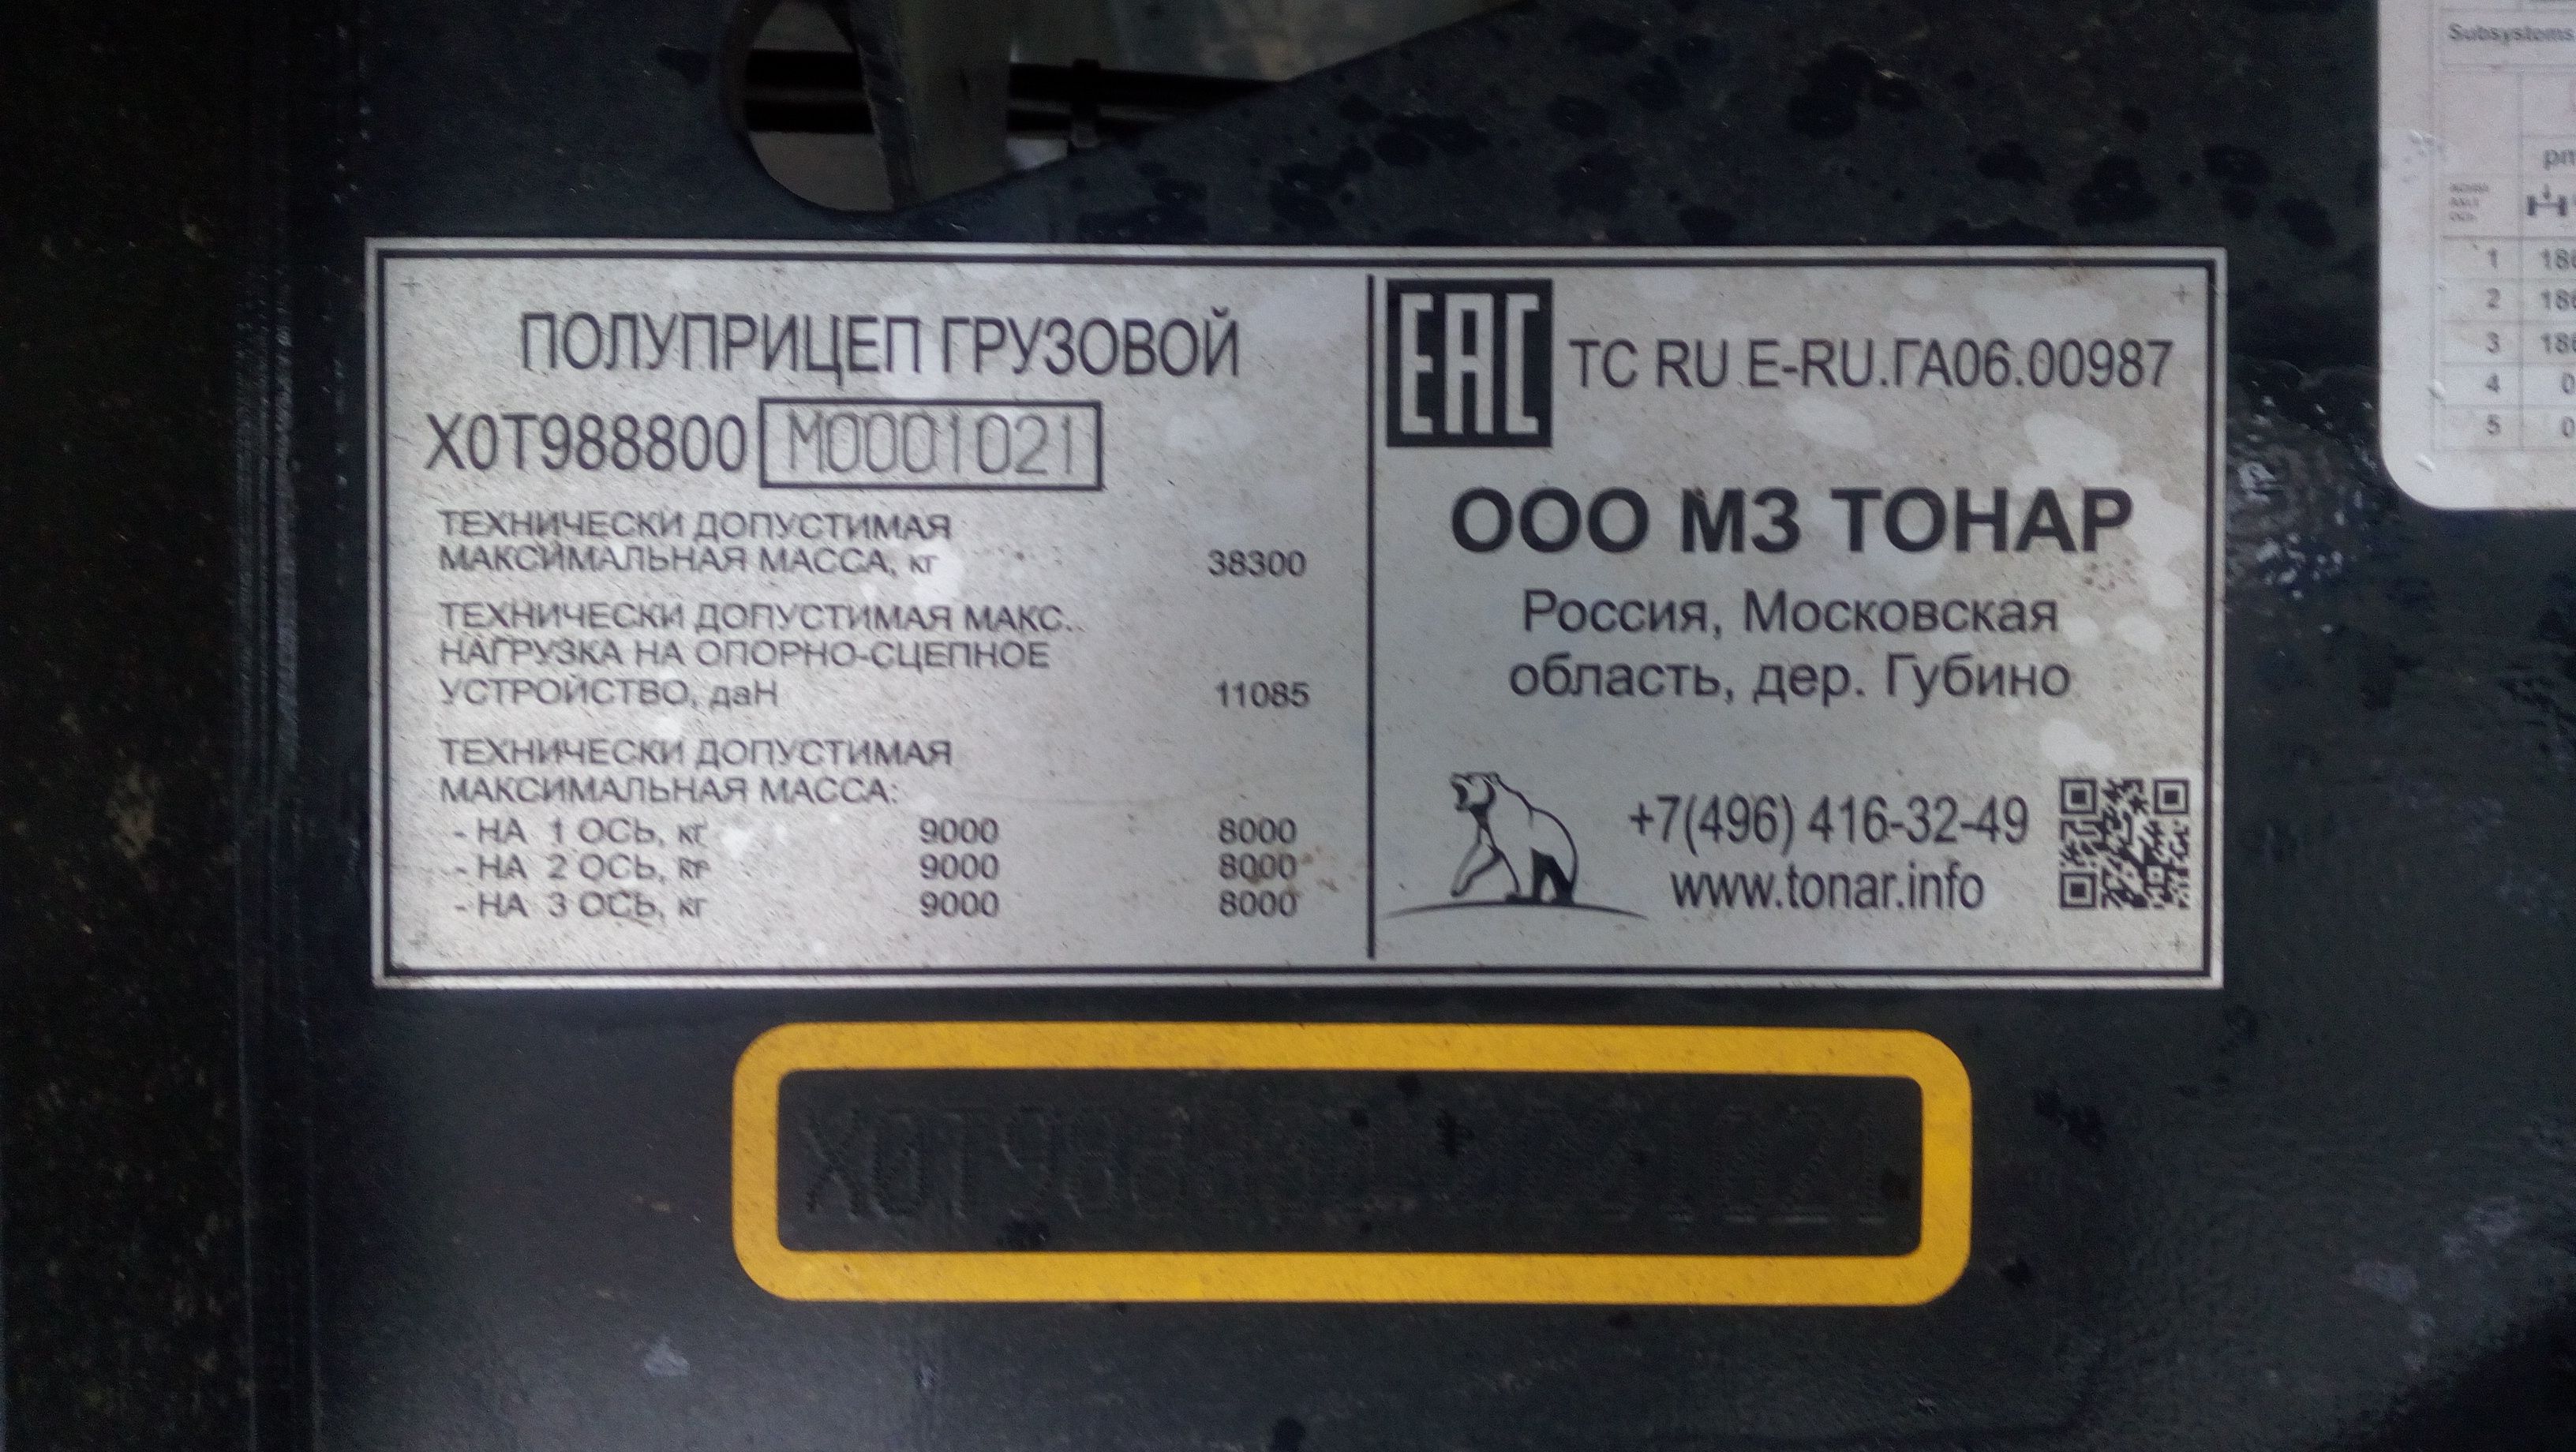 ПОЛУПРИЦЕП ГРУЗОВОЙ
X0T988800 M0001021
ТЕХНИЧЕСКИ ДОПУСТИМАЯ
МАКСИМАЛЬНАЯ МАССА, кг 38300
ТЕХНИЧЕСКИ ДОПУСТИМАЯ МАКС..
НАГРУЗКА НА ОПОРНО-СЦЕПНОЕ
УСТРОЙСТВО, даН 11085
ТЕХНИЧЕСКИ ДОПУСТИМАЯ
МАКСИМАЛЬНАЯ МАССА:
- НА 1 ОСЬ, кг 9000 8000
- НА 2 ОСЬ, кг 9000 8000
- НА 3 ОСЬ, кг 9000 8000
EAC TC RU E-RU.ГА06.00987
ООО МЗ ТОНАР
Россия, Московская
область, дер. Губино
+7(496) 416-32-49
www.tonar.info
Subsystems
1
2
3
4 0
5 0